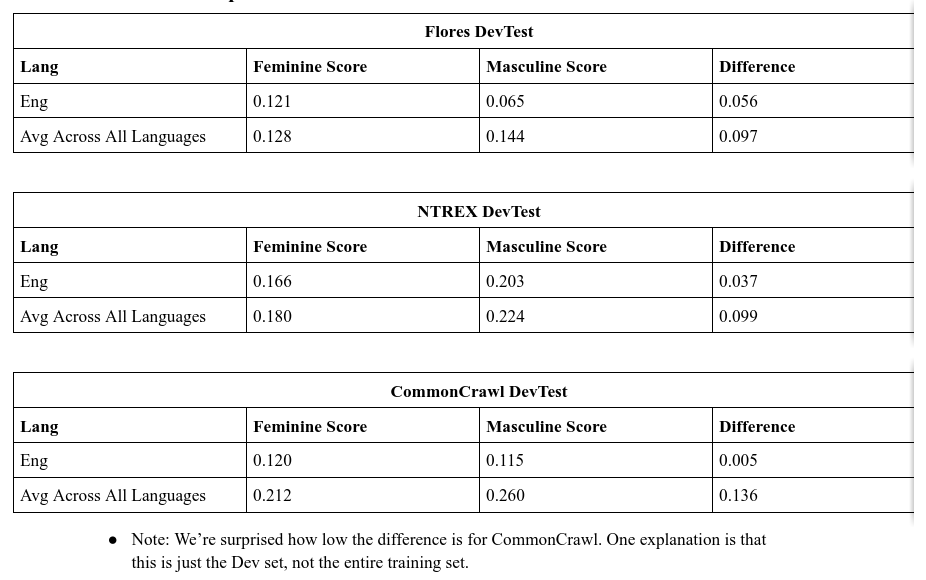 Flores DevTest
Lang Feminine Score Masculine Score Difference
Eng 0.121 0.065 0.056
Avg Across All Languages 0.128 0.144 0.097
NTREX DevTest
Lang Feminine Score Masculine Score Difference
Eng 0.166 0.203 0.037
Avg Across All Languages 0.180 0.224 0.099
CommonCrawl DevTest
Lang Feminine Score Masculine Score Difference
Eng 0.120 0.115 0.005
Avg Across All Languages 0.212 0.260 0.136
● Note: We’re surprised how low the difference is for CommonCrawl. One explanation is that
this is just the Dev set, not the entire training set.